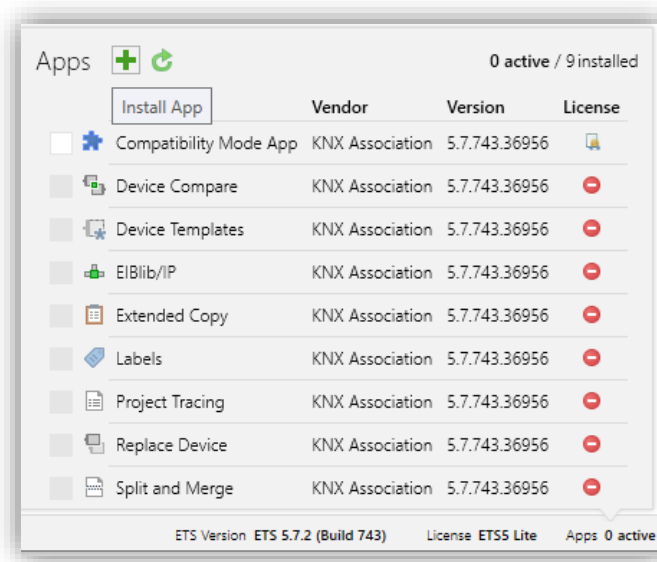 Apps 0 active / 9 installed
Install App Vendor Version License
Compatibility Mode App KNX Association 5.7.743.36956
Device Compare KNX Association 5.7.743.36956
Device Templates KNX Association 5.7.743.36956
EIBlib/IP KNX Association 5.7.743.36956
Extended Copy KNX Association 5.7.743.36956
Labels KNX Association 5.7.743.36956
Project Tracing KNX Association 5.7.743.36956
Replace Device KNX Association 5.7.743.36956
Split and Merge KNX Association 5.7.743.36956
ETS Version ETS 5.7.2 (Build 743) License ETS5 Lite Apps 0 active